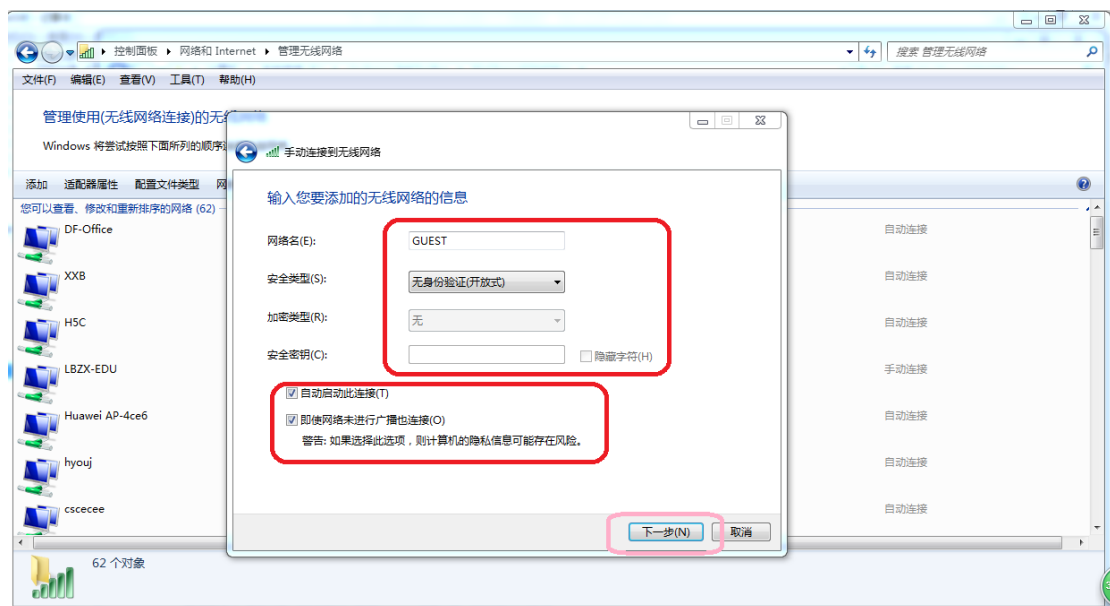 控制面板 ▸ 网络和 Internet ▸ 管理无线网络
搜索 管理无线网络
文件(F) 编辑(E) 查看(V) 工具(T) 帮助(H)
管理使用(无线网络连接)的无
Windows 将尝试按照下面所列的顺序
添加 适配器属性 配置文件类型 网
您可以查看、修改和重新排序的网络 (62)
DF-Office 自动连接
XXB 自动连接
H5C 自动连接
LBZX-EDU 手动连接
Huawei AP-4ce6 自动连接
hyouj 自动连接
cscecee 自动连接
62 个对象
手动连接到无线网络
输入您要添加的无线网络的信息
网络名(E): GUEST
安全类型(S): 无身份验证(开放式)
加密类型(R): 无
安全密钥(C): 隐藏字符(H)
自动启动此连接(T)
即使网络未进行广播也连接(O)
警告: 如果选择此选项，则计算机的隐私信息可能存在风险。
下一步(N) 取消